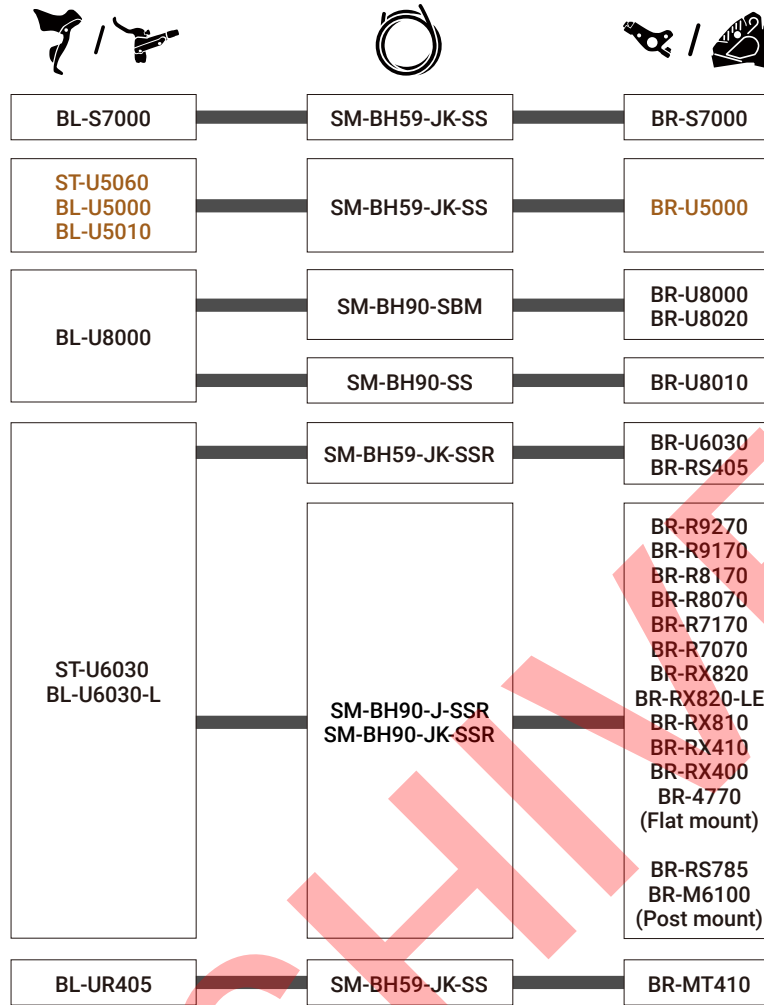 BL-S7000
SM-BH59-JK-SS
BR-S7000
ST-U5060
BL-U5000
BL-U5010
SM-BH59-JK-SS
BR-U5000
BL-U8000
SM-BH90-SBM
BR-U8000
BR-U8020
SM-BH90-SS
BR-U8010
ST-U6030
BL-U6030-L
SM-BH59-JK-SSR
BR-U6030
BR-RS405
SM-BH90-J-SSR
SM-BH90-JK-SSR
BR-R9270
BR-R9170
BR-R8170
BR-R8070
BR-R7170
BR-R7070
BR-RX820
BR-RX820-LE
BR-RX810
BR-RX410
BR-RX400
BR-4770
(Flat mount)
BR-RS785
BR-M6100
(Post mount)
BL-UR405
SM-BH59-JK-SS
BR-MT410
CHIVE